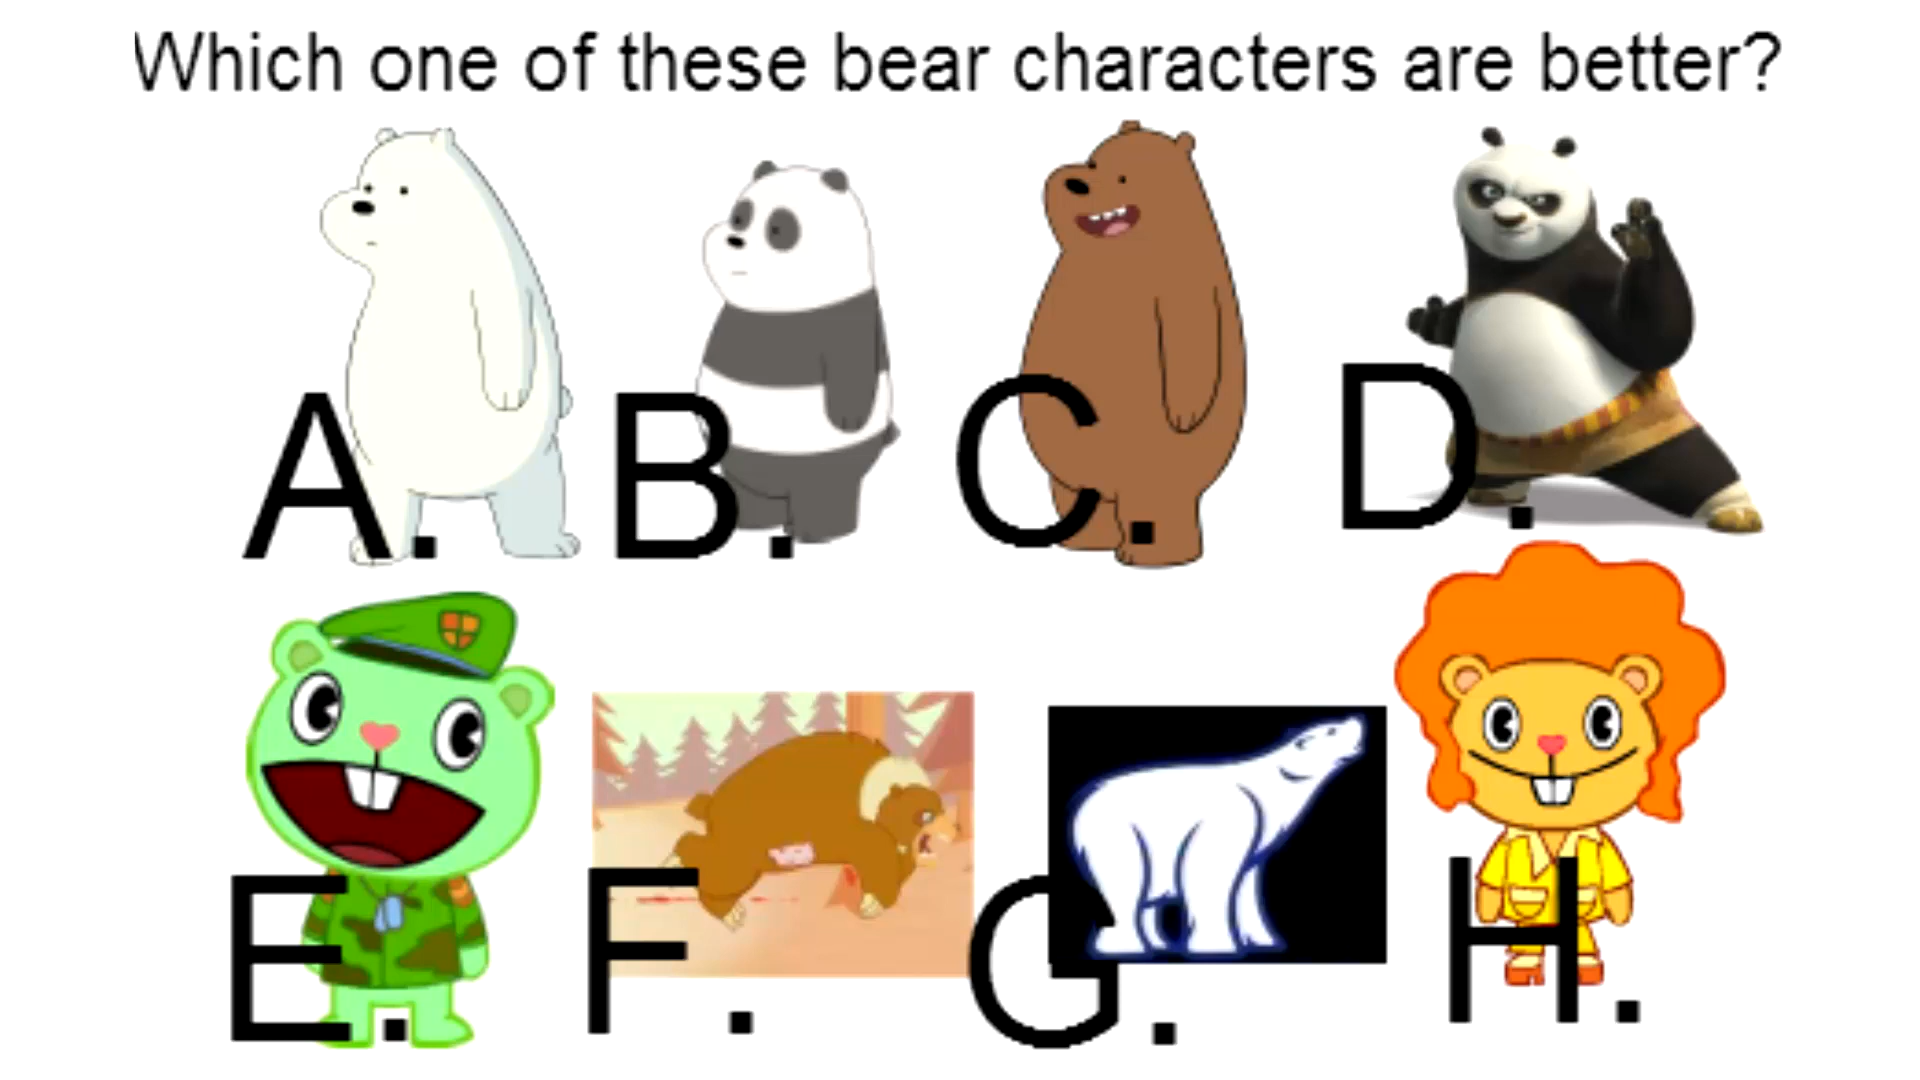 Which one of these bear characters are better?
A. B. C. D.
E. F. G. H.